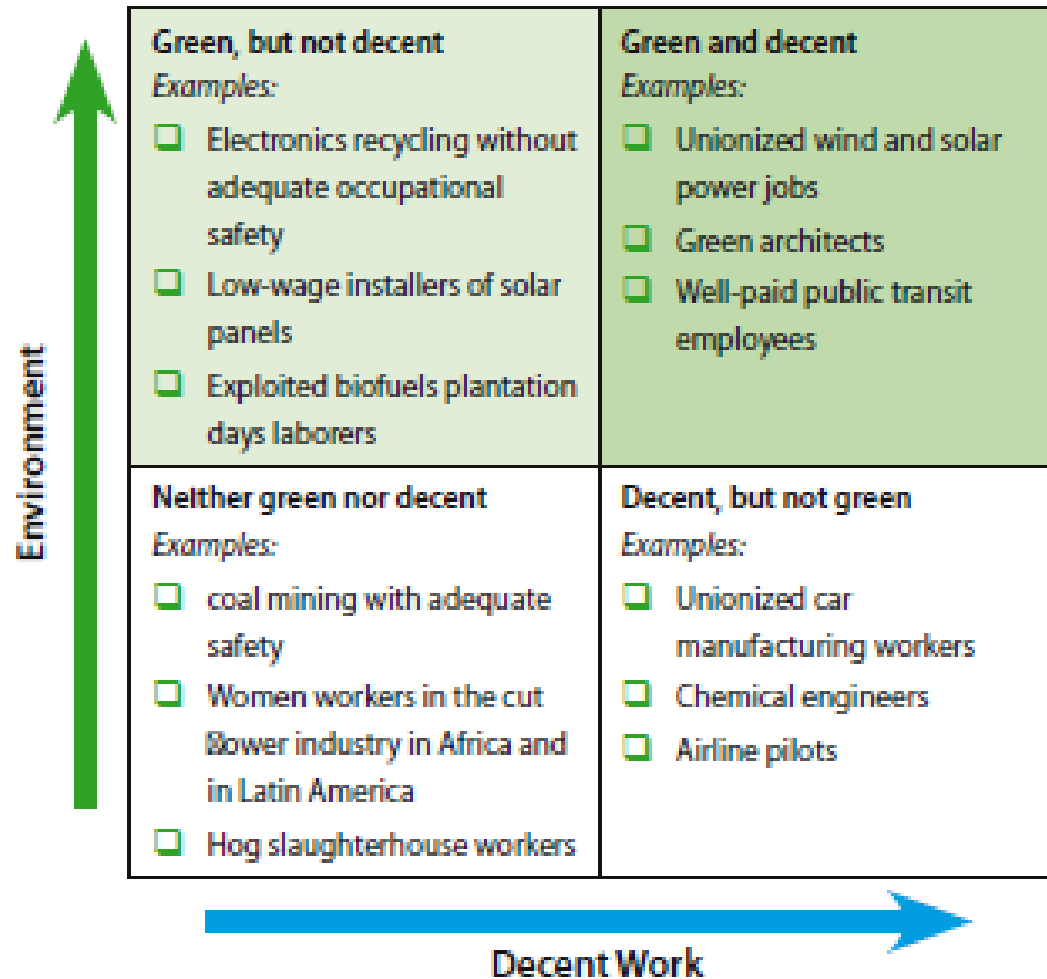 Environment
Green, but not decent
Examples:
Electronics recycling without
adequate occupational
safety
Low-wage installers of solar
panels
Exploited biofuels plantation
days laborers
Green and decent
Examples:
Unionized wind and solar
power jobs
Green architects
Well-paid public transit
employees
Neither green nor decent
Examples:
coal mining with adequate
safety
Women workers in the cut
industry in Africa and
in Latin America
Hog slaughterhouse workers
Decent, but not green
Examples:
Unionized car
manufacturing workers
Chemical engineers
Airline pilots
Decent Work